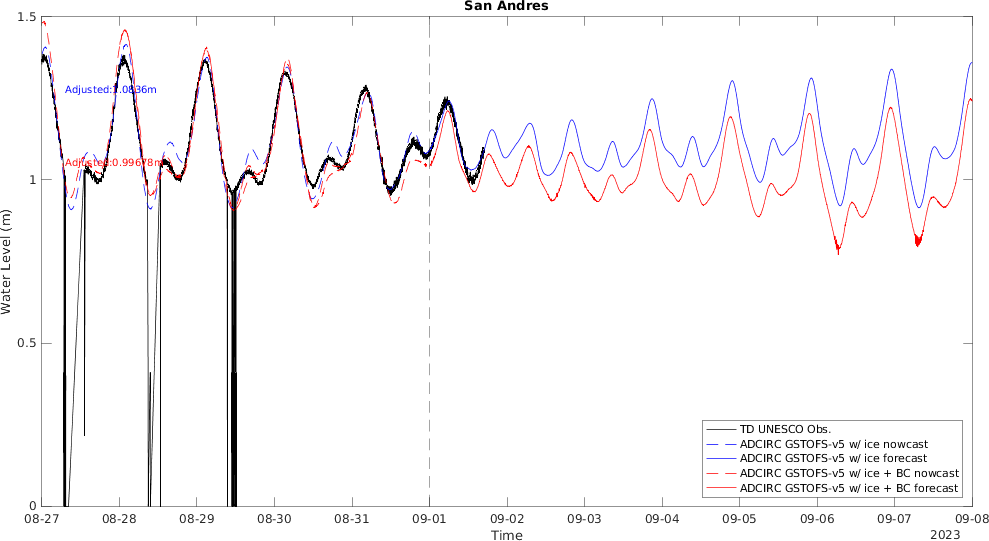 San Andres
1.5
1
0.5
0
Water Level (m)
Adjusted:1.0836m
Adjusted:0.99678m
TD UNESCO Obs.
ADCIRC GSTOFS-v5 w/ ice nowcast
ADCIRC GSTOFS-v5 w/ ice forecast
ADCIRC GSTOFS-v5 w/ ice + BC nowcast
ADCIRC GSTOFS-v5 w/ ice + BC forecast
08-27 08-28 08-29 08-30 08-31 09-01 09-02 09-03 09-04 09-05 09-06 09-07 09-08
Time
2023